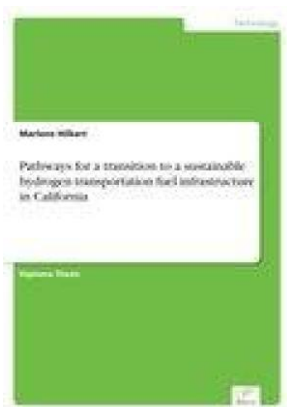 Technology
Marlene Hilkert
Pathways for a transition to a sustainable
hydrogen transportation fuel infrastructure
in California
Diploma Thesis